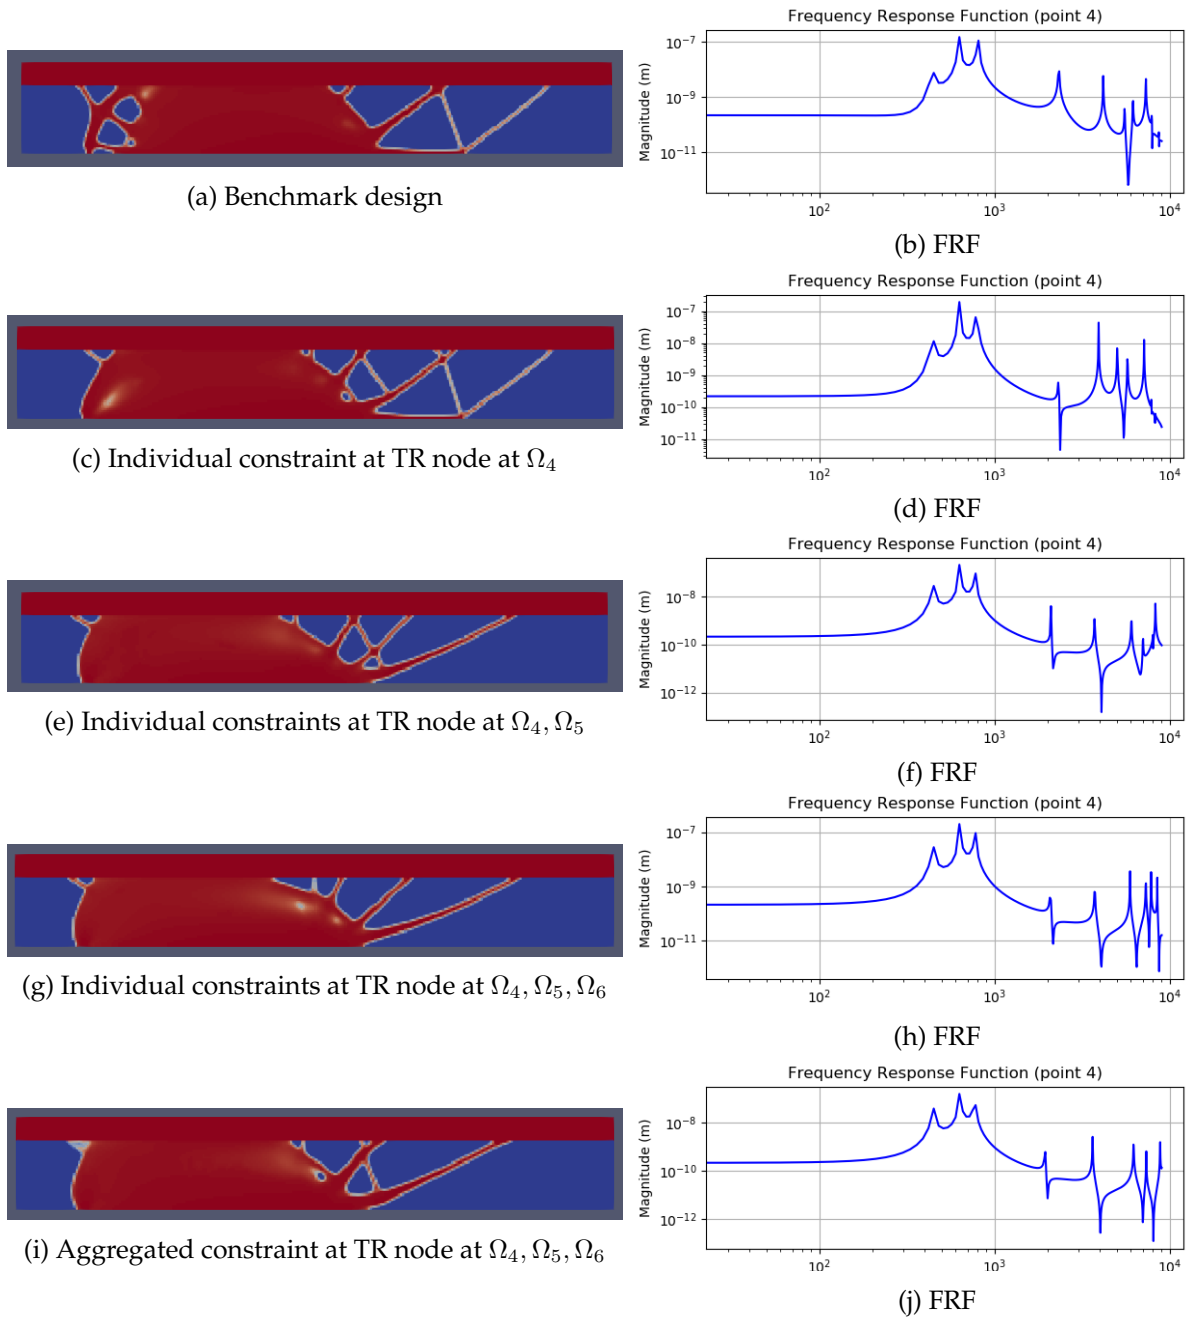 Frequency Response Function (point 4)
Magnitude (m)
10⁻⁷
10⁻⁹
10⁻¹¹
10² 10³ 10⁴
(a) Benchmark design
(b) FRF
Frequency Response Function (point 4)
Magnitude (m)
10⁻⁷
10⁻⁸
10⁻⁹
10⁻¹⁰
10⁻¹¹
10² 10³ 10⁴
(c) Individual constraint at TR node at Ω₄
(d) FRF
Frequency Response Function (point 4)
Magnitude (m)
10⁻⁸
10⁻¹⁰
10⁻¹²
10² 10³ 10⁴
(e) Individual constraints at TR node at Ω₄, Ω₅
(f) FRF
Frequency Response Function (point 4)
Magnitude (m)
10⁻⁷
10⁻⁹
10⁻¹¹
10² 10³ 10⁴
(g) Individual constraints at TR node at Ω₄, Ω₅, Ω₆
(h) FRF
Frequency Response Function (point 4)
Magnitude (m)
10⁻⁸
10⁻¹⁰
10⁻¹²
10² 10³ 10⁴
(i) Aggregated constraint at TR node at Ω₄, Ω₅, Ω₆
(j) FRF